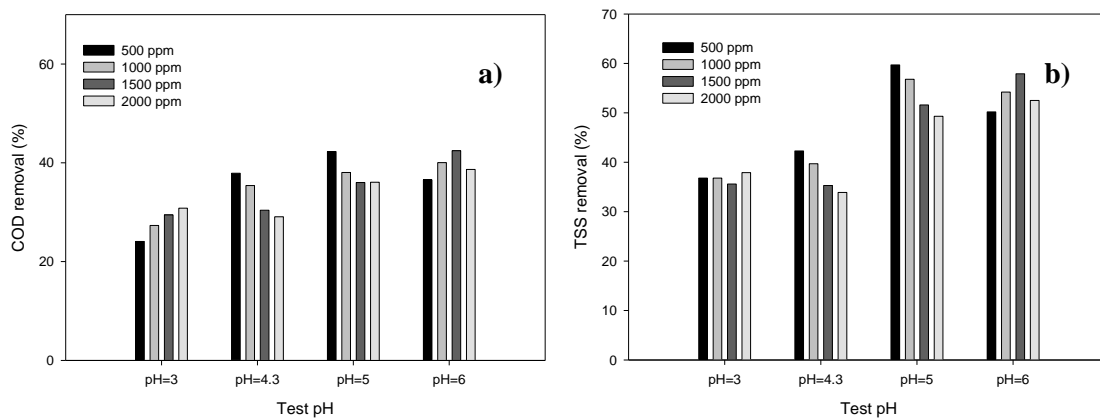 500 ppm
1000 ppm
1500 ppm
2000 ppm
a)
COD removal (%)
60
40
20
0
pH=3 pH=4.3 pH=5 pH=6
Test pH
500 ppm
1000 ppm
1500 ppm
2000 ppm
b)
TSS removal (%)
70
60
50
40
30
20
10
0
pH=3 pH=4.3 pH=5 pH=6
Test pH